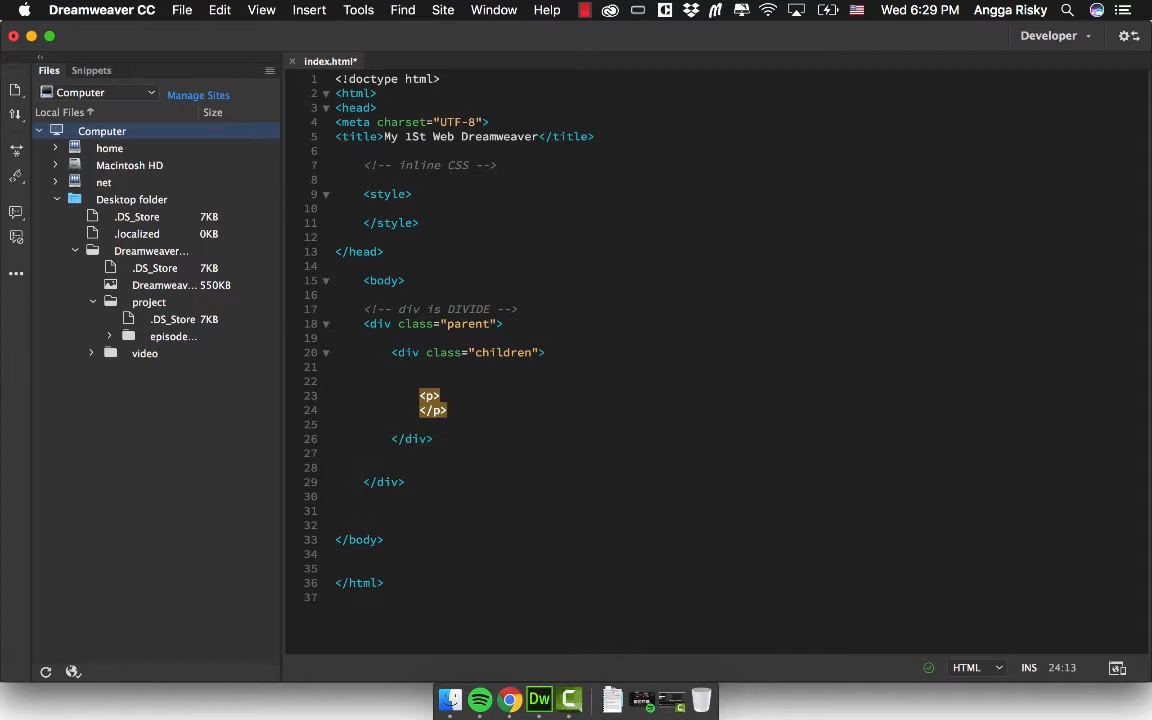 Dreamweaver CC File Edit View Insert Tools Find Site Window Help Wed 6:29 PM Angga Risky
Developer
Files Snippets
index.html*
Computer Manage Sites
Local Files Size
Computer
home
Macintosh HD
net
Desktop folder
.DS_Store 7KB
.localized 0KB
Dreamweaver...
.DS_Store 7KB
Dreamweav... 550KB
project
.DS_Store 7KB
episode...
video
1 <!doctype html>
2 <html>
3 <head>
4 <meta charset="UTF-8">
5 <title>My 1St Web Dreamweaver</title>
6
7 <!-- inline CSS -->
8
9 <style>
10
11 </style>
12
13 </head>
14
15 <body>
16
17 <!-- div is DIVIDE -->
18 <div class="parent">
19
20 <div class="children">
21
22
23 <p>
24 </p>
25
26 </div>
27
28
29 </div>
30
31
32
33 </body>
34
35
36 </html>
37
HTML INS 24:13
Dw